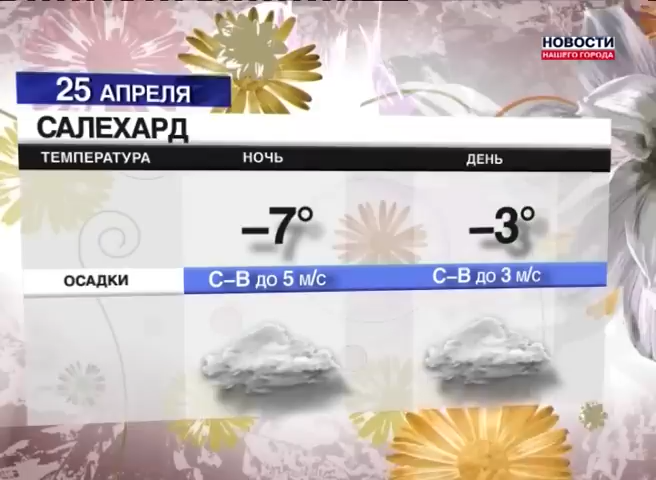 НОВОСТИ
НАШЕГО ГОРОДА
25 АПРЕЛЯ
САЛЕХАРД
ТЕМПЕРАТУРА НОЧЬ ДЕНЬ
–7° –3°
ОСАДКИ С–В до 5 м/с С–В до 3 м/с